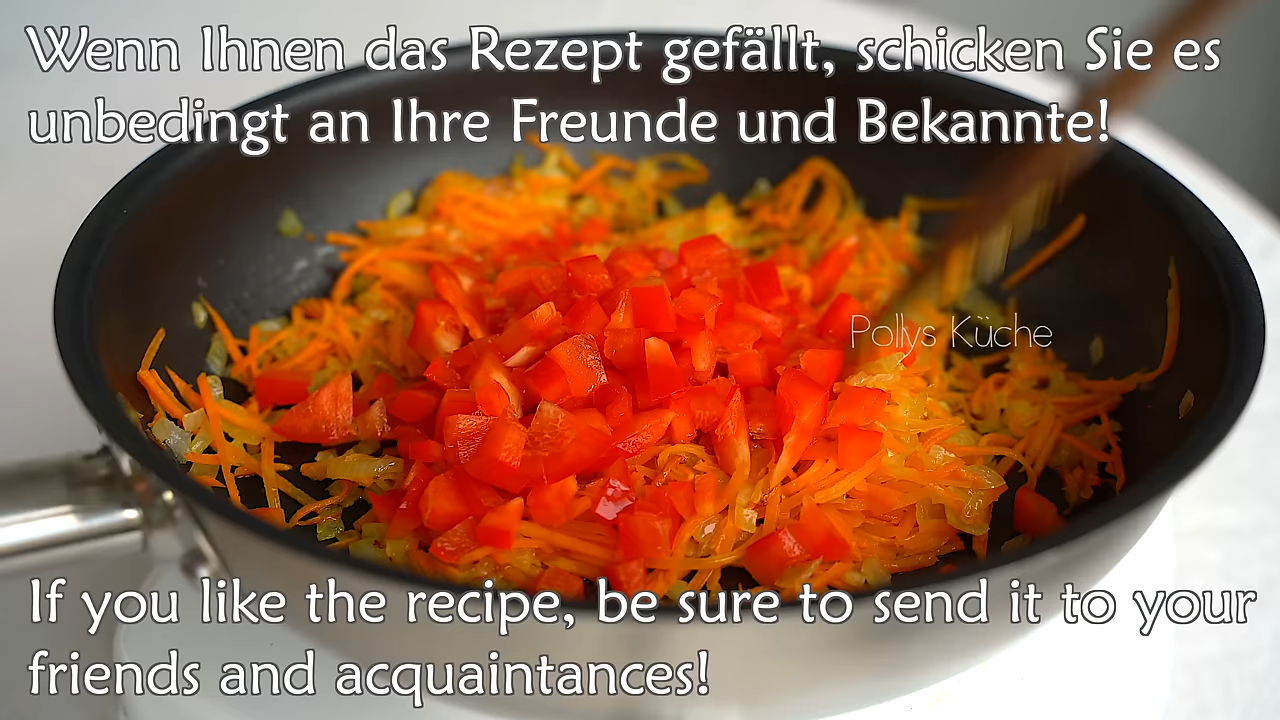 Wenn Ihnen das Rezept gefällt, schicken Sie es
unbedingt an Ihre Freunde und Bekannte!
Pollys Küche
If you like the recipe, be sure to send it to your
friends and acquaintances!